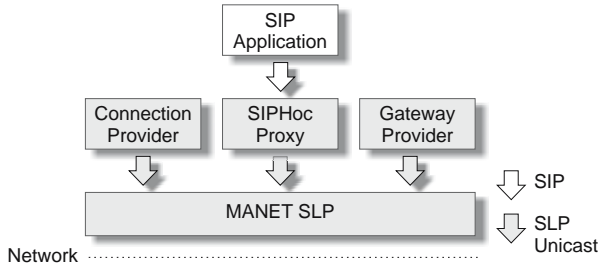 SIP
Application
Connection
Provider
SIPHoc
Proxy
Gateway
Provider
MANET SLP
SIP
SLP
Unicast
Network